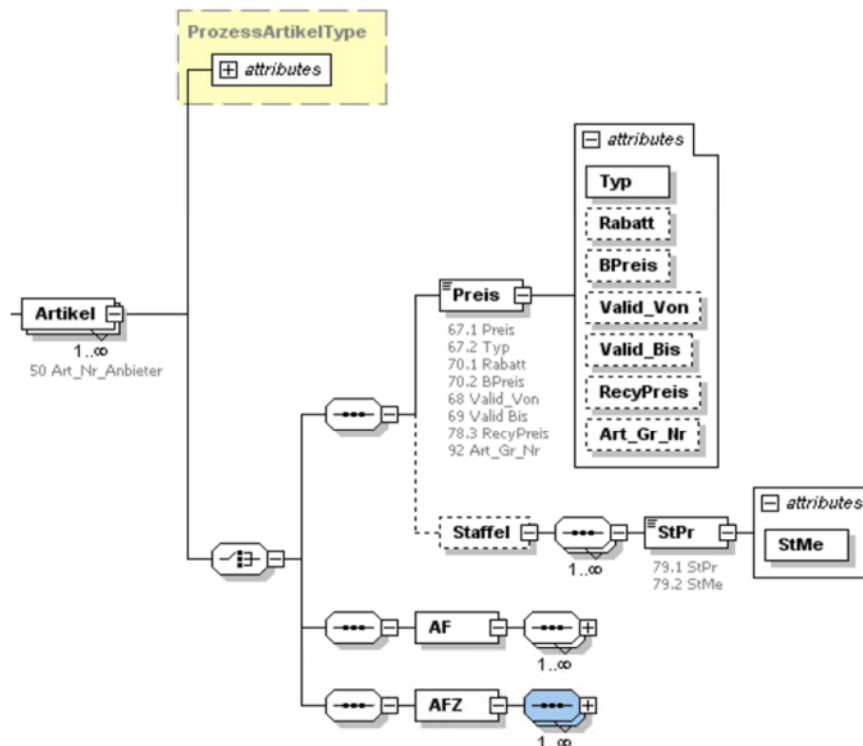 ProzessArtikelType
attributes
attributes
Typ
Rabatt
BPreis
Valid_Von
Valid_Bis
RecyPreis
Art_Gr_Nr
Artikel
1..∞
50 Art_Nr_Anbieter
Preis
67.1 Preis
67.2 Typ
70.1 Rabatt
70.2 BPreis
68 Valid_Von
69 Valid Bis
78.3 RecyPreis
92 Art_Gr_Nr
Staffel
1..∞
StPr
79.1 StPr
79.2 StMe
attributes
StMe
AF
1..∞
AFZ
1..∞